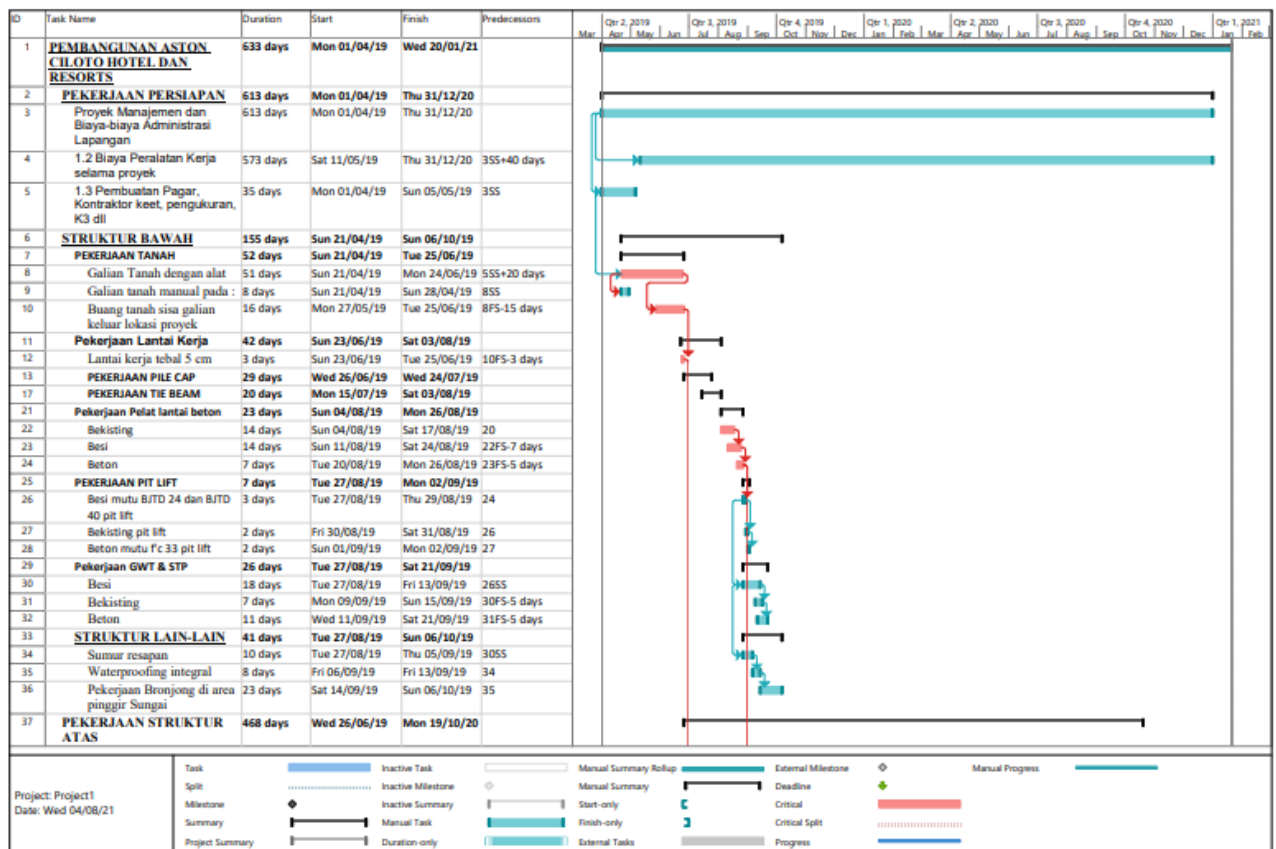 ID Task Name Duration Start Finish Predecessors
Qtr 2, 2019 Qtr 3, 2019 Qtr 4, 2019 Qtr 1, 2020 Qtr 2, 2020 Qtr 3, 2020 Qtr 4, 2020 Qtr 1, 2021
Mar Apr May Jun Jul Aug Sep Oct Nov Dec Jan Feb Mar Apr May Jun Jul Aug Sep Oct Nov Dec Jan Feb
1 PEMBANGUNAN ASTON 633 days Mon 01/04/19 Wed 20/01/21
CILOTO HOTEL DAN
RESORTS
2 PEKERJAAN PERSIAPAN 613 days Mon 01/04/19 Thu 31/12/20
3 Proyek Manajemen dan 613 days Mon 01/04/19 Thu 31/12/20
Biaya-biaya Administrasi
Lapangan
4 1.2 Biaya Peralatan Kerja 573 days Sat 11/05/19 Thu 31/12/20 3SS+40 days
selama proyek
5 1.3 Pembuatan Pagar, 35 days Mon 01/04/19 Sun 05/05/19 3SS
Kontraktor keet, pengukuran,
K3 dll
6 STRUKTUR BAWAH 155 days Sun 21/04/19 Sun 06/10/19
7 PEKERJAAN TANAH 52 days Sun 21/04/19 Tue 25/06/19
8 Galian Tanah dengan alat 51 days Sun 21/04/19 Mon 24/06/19 5SS+20 days
9 Galian tanah manual pada : 8 days Sun 21/04/19 Sun 28/04/19 8SS
10 Buang tanah sisa galian 16 days Mon 27/05/19 Tue 25/06/19 8FS-15 days
keluar lokasi proyek
11 Pekerjaan Lantai Kerja 42 days Sun 23/06/19 Sat 03/08/19
12 Lantai kerja tebal 5 cm 3 days Sun 23/06/19 Tue 25/06/19 10FS-3 days
13 PEKERJAAN PILE CAP 29 days Wed 26/06/19 Wed 24/07/19
17 PEKERJAAN TIE BEAM 20 days Mon 15/07/19 Sat 03/08/19
21 Pekerjaan Pelat lantai beton 23 days Sun 04/08/19 Mon 26/08/19
22 Bekisting 14 days Sun 04/08/19 Sat 17/08/19 20
23 Besi 14 days Sun 11/08/19 Sat 24/08/19 22FS-7 days
24 Beton 7 days Tue 20/08/19 Mon 26/08/19 23FS-5 days
25 PEKERJAAN PIT LIFT 7 days Tue 27/08/19 Mon 02/09/19
26 Besi mutu BJTD 24 dan BJTD 3 days Tue 27/08/19 Thu 29/08/19 24
40 pit lift
27 Bekisting pit lift 2 days Fri 30/08/19 Sat 31/08/19 26
28 Beton mutu f'c 33 pit lift 2 days Sun 01/09/19 Mon 02/09/19 27
29 Pekerjaan GWT & STP 26 days Tue 27/08/19 Sat 21/09/19
30 Besi 18 days Tue 27/08/19 Fri 13/09/19 26SS
31 Bekisting 7 days Mon 09/09/19 Sun 15/09/19 30FS-5 days
32 Beton 11 days Wed 11/09/19 Sat 21/09/19 31FS-5 days
33 STRUKTUR LAIN-LAIN 41 days Tue 27/08/19 Sun 06/10/19
34 Sumur resapan 10 days Tue 27/08/19 Thu 05/09/19 30SS
35 Waterproofing integral 8 days Fri 06/09/19 Fri 13/09/19 34
36 Pekerjaan Bronjong di area 23 days Sat 14/09/19 Sun 06/10/19 35
pinggir Sungai
37 PEKERJAAN STRUKTUR 468 days Wed 26/06/19 Mon 19/10/20
ATAS
Project: Project1
Date: Wed 04/08/21
Task Inactive Task Manual Summary Rollup External Milestone Manual Progress
Split Inactive Milestone Manual Summary Deadline
Milestone Inactive Summary Start-only Critical
Summary Manual Task Finish-only Critical Split
Project Summary Duration-only External Tasks Progress